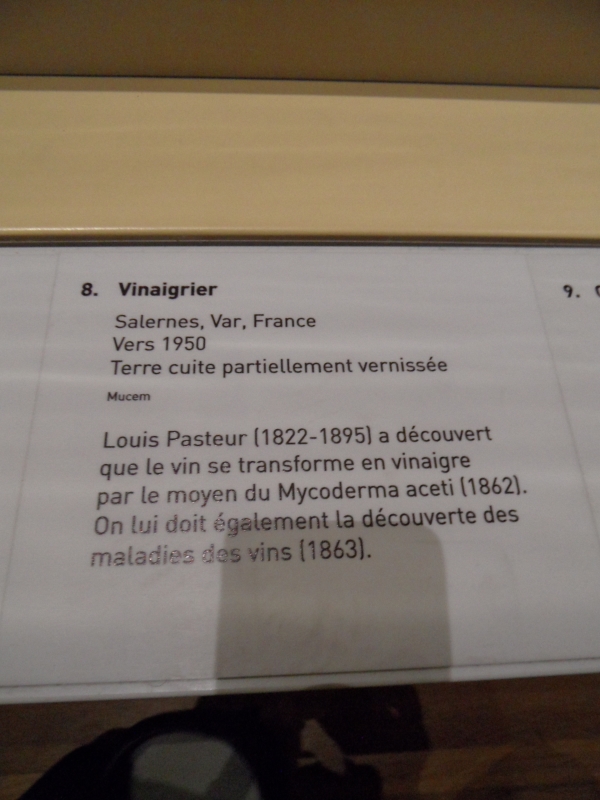 8. Vinaigrier
Salernes, Var, France
Vers 1950
Terre cuite partiellement vernissée
Mucem
Louis Pasteur (1822-1895) a découvert
que le vin se transforme en vinaigre
par le moyen du Mycoderma aceti (1862).
On lui doit également la découverte des
maladies des vins (1863).
9.